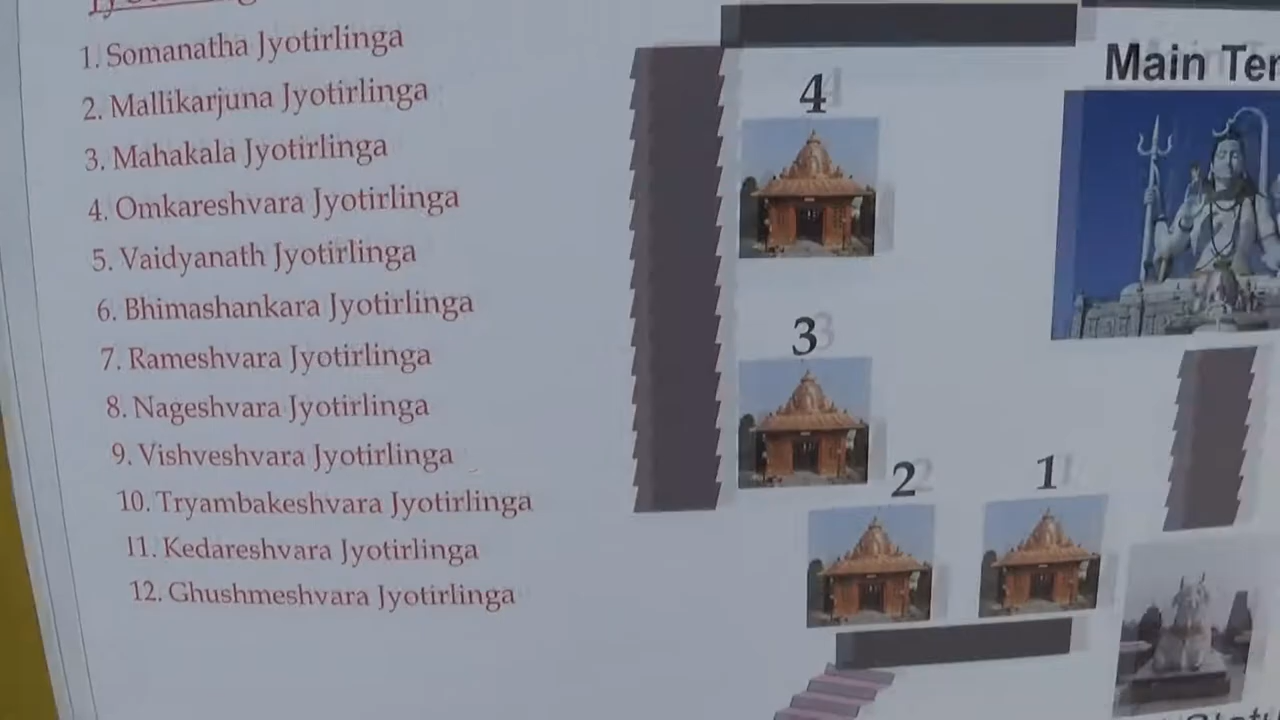 1. Somanatha Jyotirlinga
2. Mallikarjuna Jyotirlinga
3. Mahakala Jyotirlinga
4. Omkareshvara Jyotirlinga
5. Vaidyanath Jyotirlinga
6. Bhimashankara Jyotirlinga
7. Rameshvara Jyotirlinga
8. Nageshvara Jyotirlinga
9. Vishveshvara Jyotirlinga
10. Tryambakeshvara Jyotirlinga
11. Kedareshvara Jyotirlinga
12. Ghushmeshvara Jyotirlinga
Main
4
3
2
1